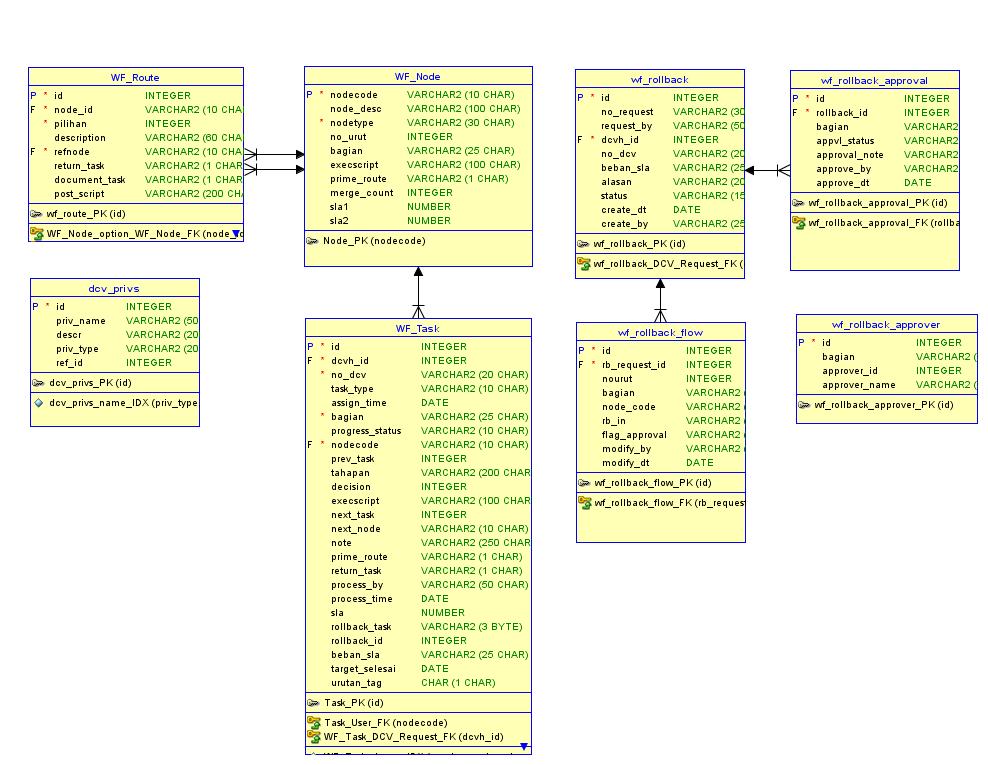 WF_Route
P * id INTEGER
F * node_id VARCHAR2 (10 CHA
* pilihan INTEGER
description VARCHAR2 (60 CHA
F * refnode VARCHAR2 (10 CHA
return_task VARCHAR2 (1 CHAR
document_task VARCHAR2 (1 CHAR
post_script VARCHAR2 (200 CH
wf_route_PK (id)
WF_Node_option_WF_Node_FK (node_
WF_Node
P * nodecode VARCHAR2 (10 CHAR)
node_desc VARCHAR2 (100 CHAR)
* nodetype VARCHAR2 (30 CHAR)
no_urut INTEGER
bagian VARCHAR2 (25 CHAR)
execscript VARCHAR2 (100 CHAR)
prime_route VARCHAR2 (1 CHAR)
merge_count INTEGER
sla1 NUMBER
sla2 NUMBER
Node_PK (nodecode)
wf_rollback
P * id INTEGER
no_request VARCHAR2 (30
request_by VARCHAR2 (50
F * dcvh_id INTEGER
no_dcv VARCHAR2 (20
beban_sla VARCHAR2 (25
alasan VARCHAR2 (20
status VARCHAR2 (15
create_dt DATE
create_by VARCHAR2 (25
wf_rollback_PK (id)
wf_rollback_DCV_Request_FK (
wf_rollback_approval
P * id INTEGER
F * rollback_id INTEGER
bagian VARCHAR2
appvl_status VARCHAR2
approval_note VARCHAR2
approve_by VARCHAR2
approve_dt DATE
wf_rollback_approval_PK (id)
wf_rollback_approval_FK (rollba
dcv_privs
P * id INTEGER
priv_name VARCHAR2 (50
descr VARCHAR2 (20
priv_type VARCHAR2 (20
ref_id INTEGER
dcv_privs_PK (id)
dcv_privs_name_IDX (priv_type
WF_Task
P * id INTEGER
F * dcvh_id INTEGER
* no_dcv VARCHAR2 (20 CHAR)
task_type VARCHAR2 (10 CHAR)
assign_time DATE
* bagian VARCHAR2 (25 CHAR)
progress_status VARCHAR2 (10 CHAR)
F * nodecode VARCHAR2 (10 CHAR)
prev_task INTEGER
tahapan VARCHAR2 (200 CHAR
decision INTEGER
execscript VARCHAR2 (100 CHAR
next_task INTEGER
next_node VARCHAR2 (10 CHAR)
note VARCHAR2 (250 CHAR
prime_route VARCHAR2 (1 CHAR)
return_task VARCHAR2 (1 CHAR)
process_by VARCHAR2 (50 CHAR)
process_time DATE
sla NUMBER
rollback_task VARCHAR2 (3 BYTE)
rollback_id INTEGER
beban_sla VARCHAR2 (25 CHAR)
target_selesai DATE
urutan_tag CHAR (1 CHAR)
Task_PK (id)
Task_User_FK (nodecode)
WF_Task_DCV_Request_FK (dcvh_id)
wf_rollback_flow
P * id INTEGER
F * rb_request_id INTEGER
nourut INTEGER
bagian VARCHAR2 (
node_code VARCHAR2 (
rb_in VARCHAR2 (
flag_approval VARCHAR2 (
modify_by VARCHAR2 (
modify_dt DATE
wf_rollback_flow_PK (id)
wf_rollback_flow_FK (rb_reques
wf_rollback_approver
P * id INTEGER
bagian VARCHAR2 (
approver_id INTEGER
approver_name VARCHAR2 (
wf_rollback_approver_PK (id)